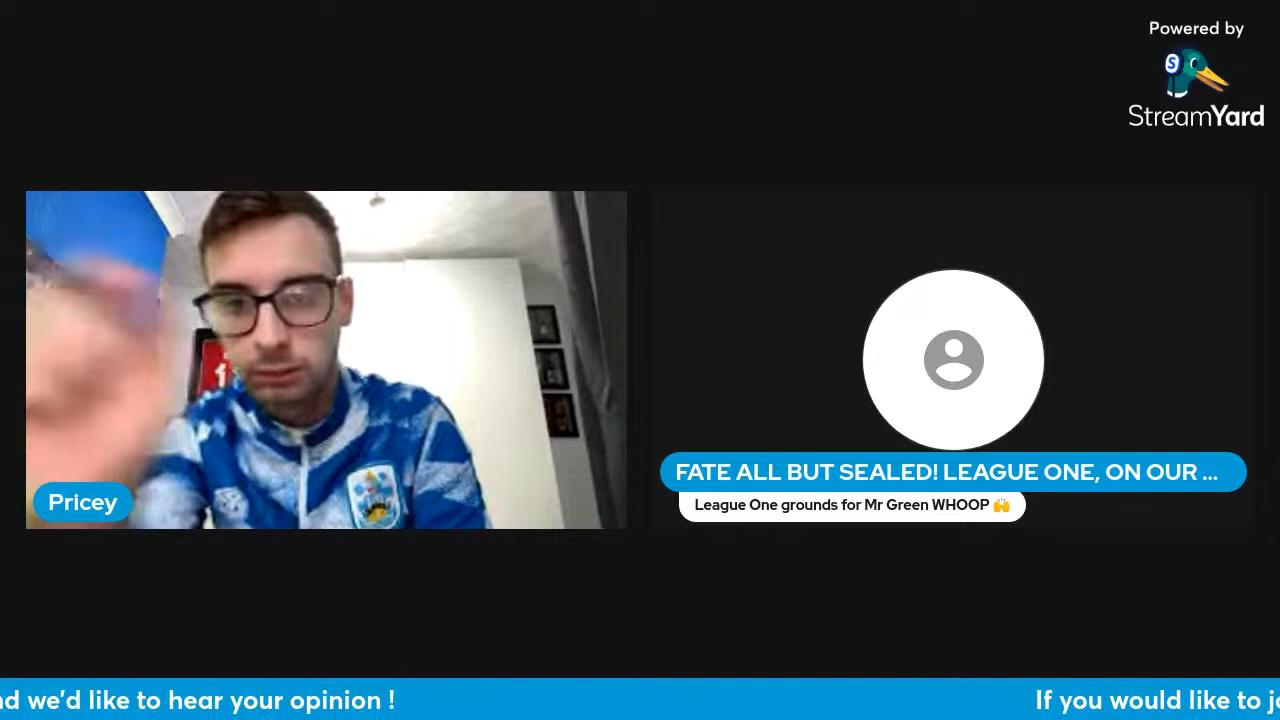 Powered by
S
StreamYard
f
Pricey
FATE ALL BUT SEALED! LEAGUE ONE, ON OUR ...
League One grounds for Mr Green WHOOP 🙌
nd we'd like to hear your opinion !
If you would like to jo